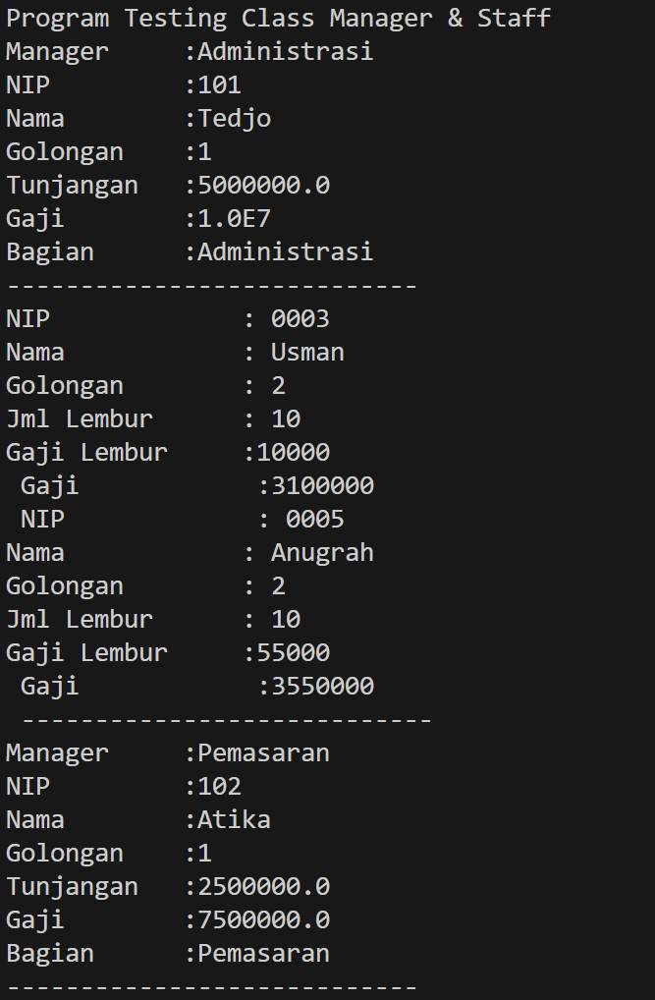 Program Testing Class Manager & Staff
Manager     :Administrasi
NIP         :101
Nama        :Tedjo
Golongan    :1
Tunjangan   :5000000.0
Gaji        :1.0E7
Bagian      :Administrasi
----------------------------
NIP             : 0003
Nama            : Usman
Golongan        : 2
Jml Lembur      : 10
Gaji Lembur     :10000
 Gaji            :3100000
 NIP             : 0005
Nama            : Anugrah
Golongan        : 2
Jml Lembur      : 10
Gaji Lembur     :55000
 Gaji            :3550000
 ----------------------------
Manager     :Pemasaran
NIP         :102
Nama        :Atika
Golongan    :1
Tunjangan   :2500000.0
Gaji        :7500000.0
Bagian      :Pemasaran
----------------------------